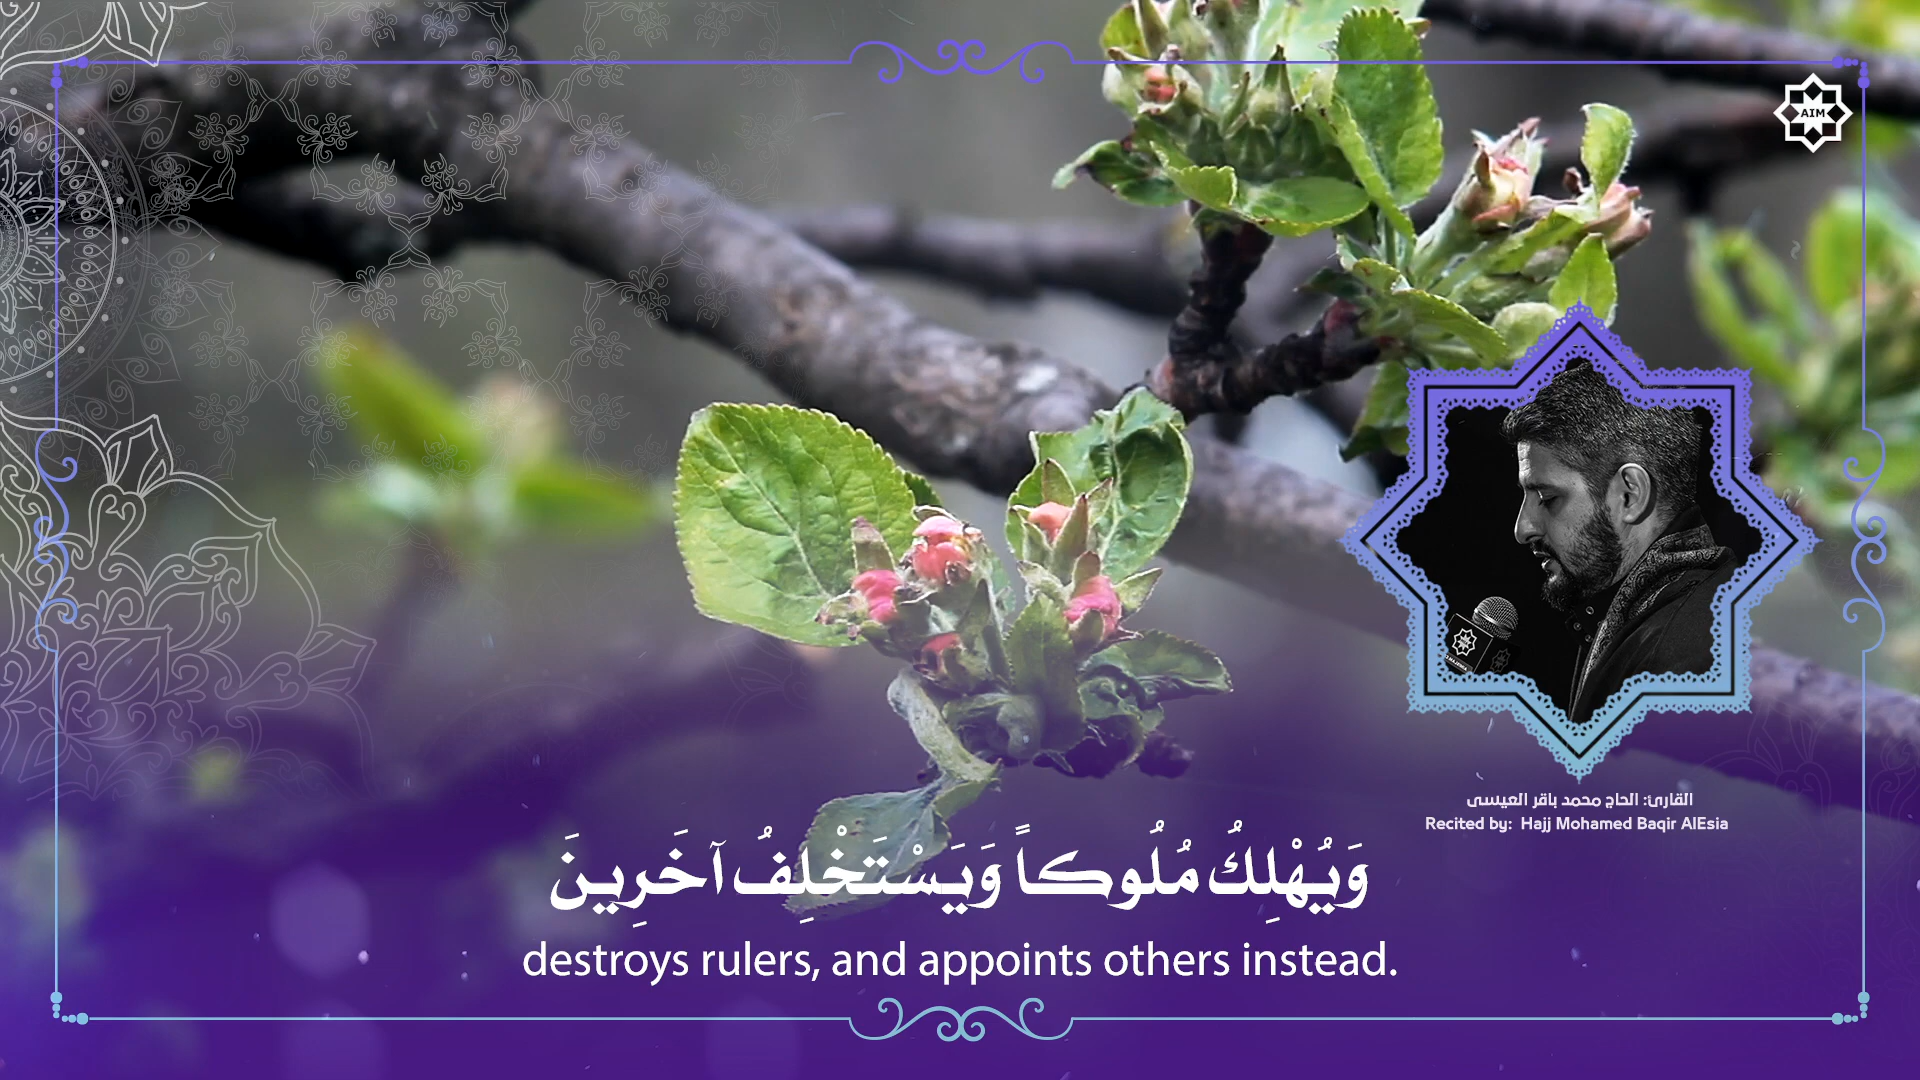 AIM
القارئ: الحاج محمد باقر العيسى
Recited by: Hajj Mohamed Baqir AlEsia
وَيُهْلِكُ مُلُوكاً وَيَسْتَخْلِفُ آخَرِينَ
destroys rulers, and appoints others instead.